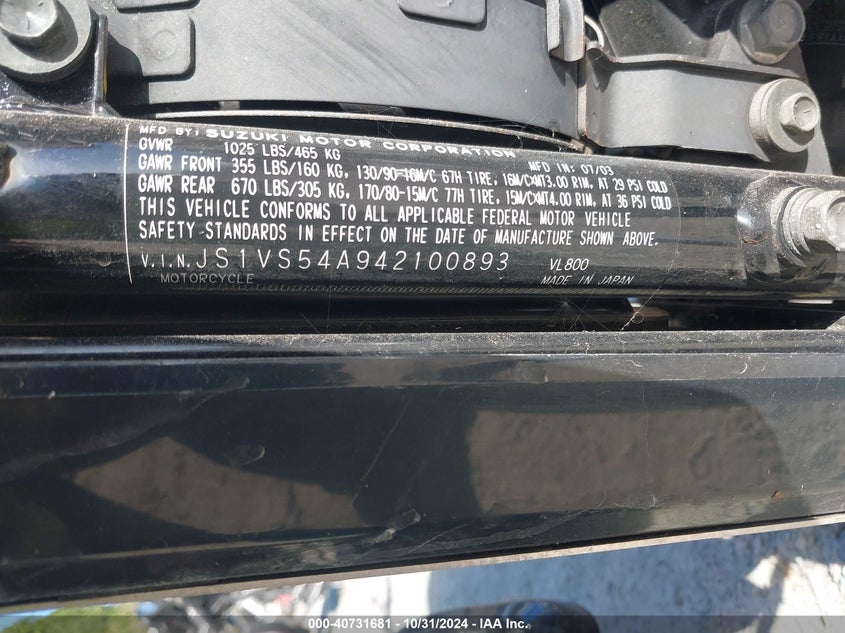 MFD BY: SUZUKI MOTOR CORPORATION
GVWR 1025 LBS/465 KG MFD IN: 07/03
GAWR FRONT 355 LBS/160 KG, 130/90-16M/C 67H TIRE, 16M/C×MT3.00 RIM, AT 29 PSI COLD
GAWR REAR 670 LBS/305 KG, 170/80-15M/C 77H TIRE, 15M/C×MT4.00 RIM, AT 36 PSI COLD
THIS VEHICLE CONFORMS TO ALL APPLICABLE FEDERAL MOTOR VEHICLE
SAFETY STANDARDS IN EFFECT ON THE DATE OF MANUFACTURE SHOWN ABOVE.
V.I.N. JS1VS54A942100893 VL800
MOTORCYCLE MADE IN JAPAN
000-40731681 - 10/31/2024 - IAA Inc.